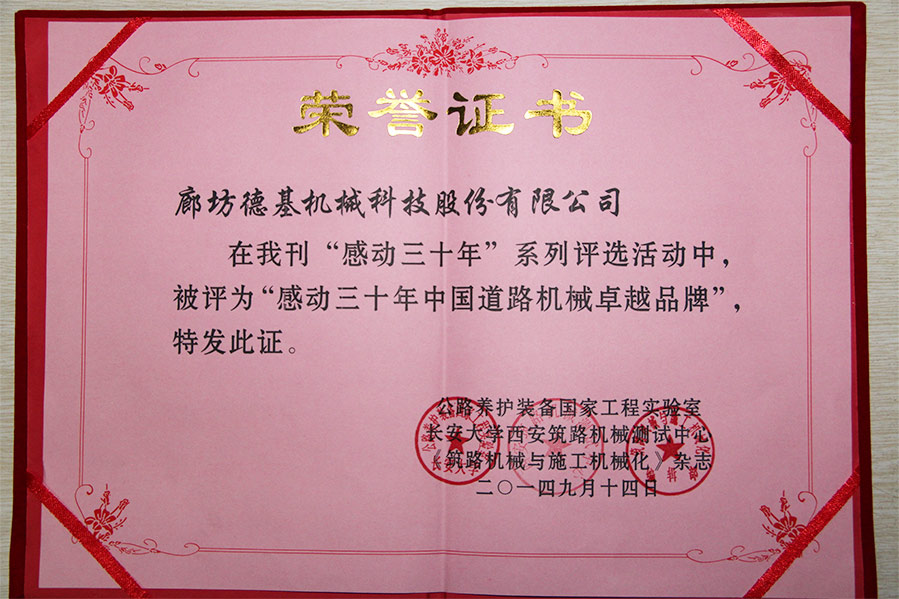 荣誉证书
廊坊德基机械科技股份有限公司
在我刊“感动三十年”系列评选活动中，
被评为“感动三十年中国道路机械卓越品牌”，
特发此证。
公路养护装备国家工程实验室
长安大学西安筑路机械测试中心
《筑路机械与施工机械化》杂志
二〇一四九月十四日